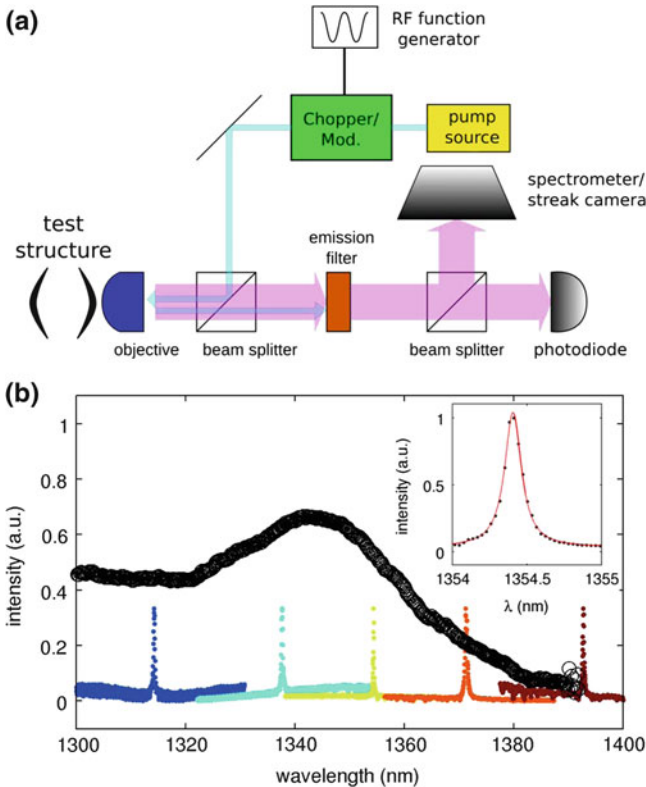 (a)
RF function
generator
Chopper/
Mod.
pump
source
spectrometer/
streak camera
test
structure
emission
filter
objective
beam splitter
beam splitter
photodiode
(b)
1
0.8
0.6
0.4
0.2
0
intensity (a.u.)
1300
1320
1340
1360
1380
1400
wavelength (nm)
1
0.5
0
intensity (a.u.)
1354
1354.5
1355
λ (nm)